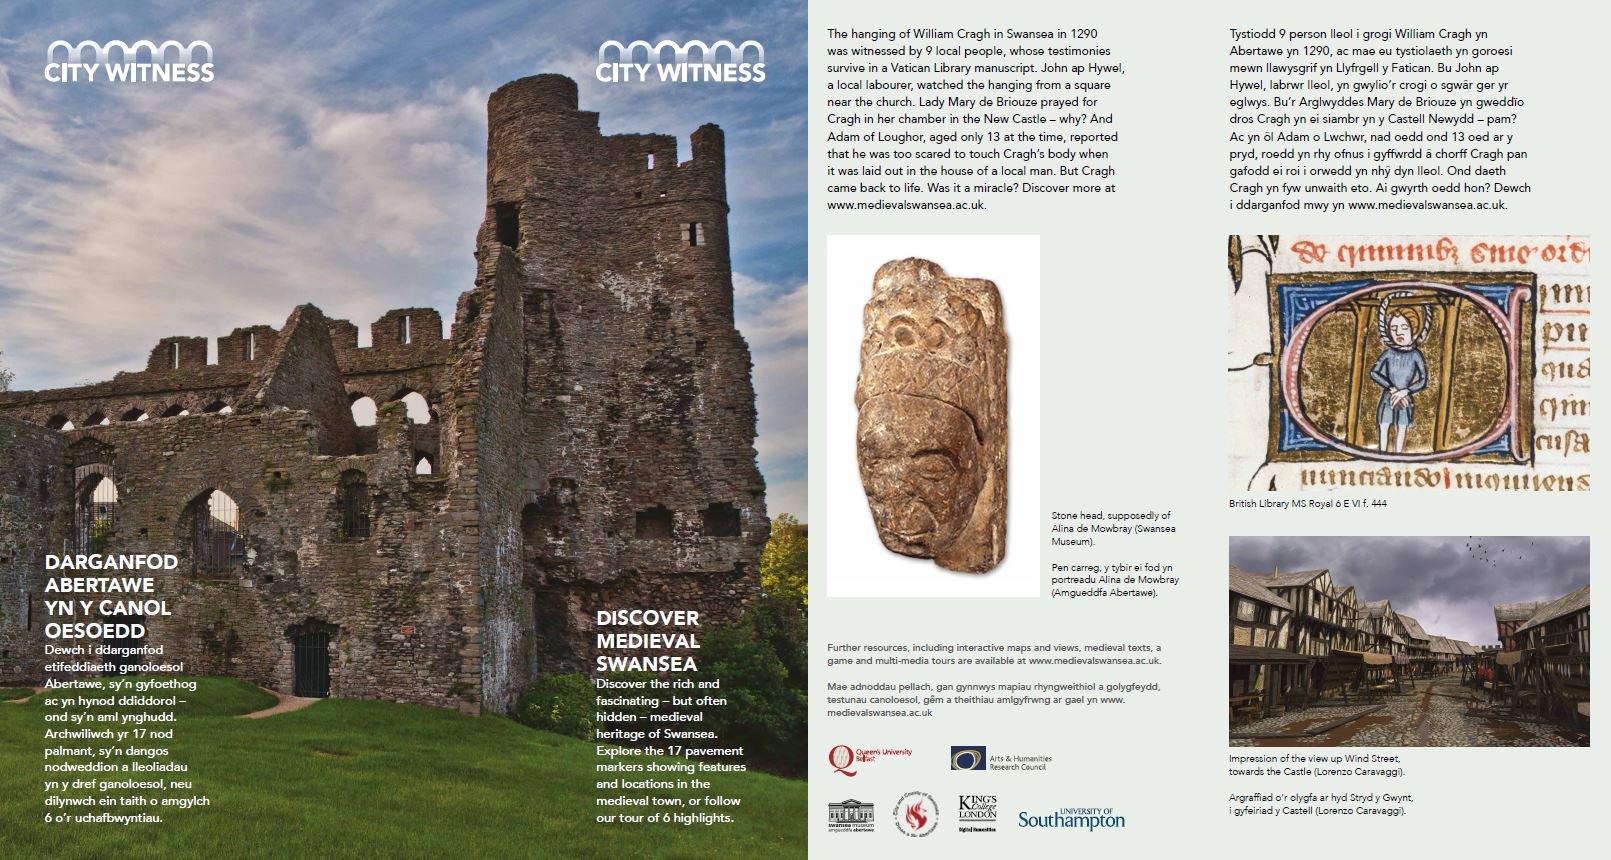 CITY WITNESS
CITY WITNESS
DARGANFOD
ABERTAWE
YN Y CANOL
OESOEDD
Dewch i ddarganfod
etifeddiaeth ganoloesol
Abertawe, sy'n gyfoethog
ac yn hynod ddiddorol –
ond sy'n aml ynghudd.
Archwiliwch yr 17 nod
palmant, sy'n dangos
nodweddion a lleoliadau
yn y dref ganoloesol, neu
dilynwch ein taith o amgylch
6 o'r uchafbwyntiau.
DISCOVER
MEDIEVAL
SWANSEA
Discover the rich and
fascinating – but often
hidden – medieval
heritage of Swansea.
Explore the 17 pavement
markers showing features
and locations in the
medieval town, or follow
our tour of 6 highlights.
The hanging of William Cragh in Swansea in 1290
was witnessed by 9 local people, whose testimonies
survive in a Vatican Library manuscript. John ap Hywel,
a local labourer, watched the hanging from a square
near the church. Lady Mary de Briouze prayed for
Cragh in her chamber in the New Castle – why? And
Adam of Loughor, aged only 13 at the time, reported
that he was too scared to touch Cragh's body when
it was laid out in the house of a local man. But Cragh
came back to life. Was it a miracle? Discover more at
www.medievalswansea.ac.uk.
Stone head, supposedly of
Alina de Mowbray (Swansea
Museum).
Pen carreg, y tybir ei fod yn
portreadu Alina de Mowbray
(Amgueddfa Abertawe).
Further resources, including interactive maps and views, medieval texts, a
game and multi-media tours are available at www.medievalswansea.ac.uk.
Mae adnoddau pellach, gan gynnwys mapiau rhyngweithiol a golygfeydd,
testunau canoloesol, gêm a theithiau amlgyfrwng ar gael yn www.
medievalswansea.ac.uk
Queen's University
Belfast
Arts & Humanities
Research Council
swansea museum
amgueddfa abertawe
City and County of Swansea
Dinas a Sir Abertawe
KING'S
College
LONDON
Digital Humanities
UNIVERSITY OF
Southampton
Tystiodd 9 person lleol i grogi William Cragh yn
Abertawe yn 1290, ac mae eu tystiolaeth yn goroesi
mewn llawysgrif yn Llyfrgell y Fatican. Bu John ap
Hywel, labrwr lleol, yn gwylio'r crogi o sgwâr ger yr
eglwys. Bu'r Arglwyddes Mary de Briouze yn gweddïo
dros Cragh yn ei siambr yn y Castell Newydd – pam?
Ac yn ôl Adam o Lwchwr, nad oedd ond 13 oed ar y
pryd, roedd yn rhy ofnus i gyffwrdd â chorff Cragh pan
gafodd ei roi i orwedd yn nhŷ dyn lleol. Ond daeth
Cragh yn fyw unwaith eto. Ai gwyrth oedd hon? Dewch
i ddarganfod mwy yn www.medievalswansea.ac.uk.
British Library MS Royal 6 E VI f. 444
Impression of the view up Wind Street,
towards the Castle (Lorenzo Caravaggi).
Argraffiad o'r olygfa ar hyd Stryd y Gwynt,
i gyfeiriad y Castell (Lorenzo Caravaggi).